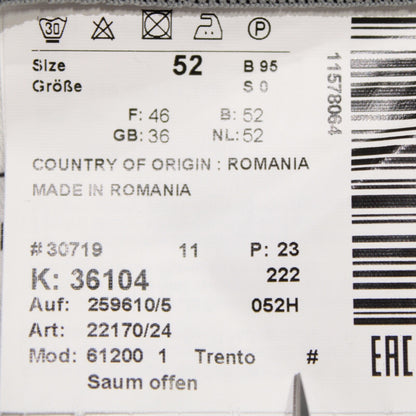 30 P
Size 52 B 95
Größe S 0
F: 46 B: 52
GB: 36 NL: 52
COUNTRY OF ORIGIN : ROMANIA
MADE IN ROMANIA
#30719 11 P: 23
K: 36104 222
Auf: 259610/5 052H
Art: 22170/24
Mod: 61200 1 Trento #
Saum offen
11578064
EAC